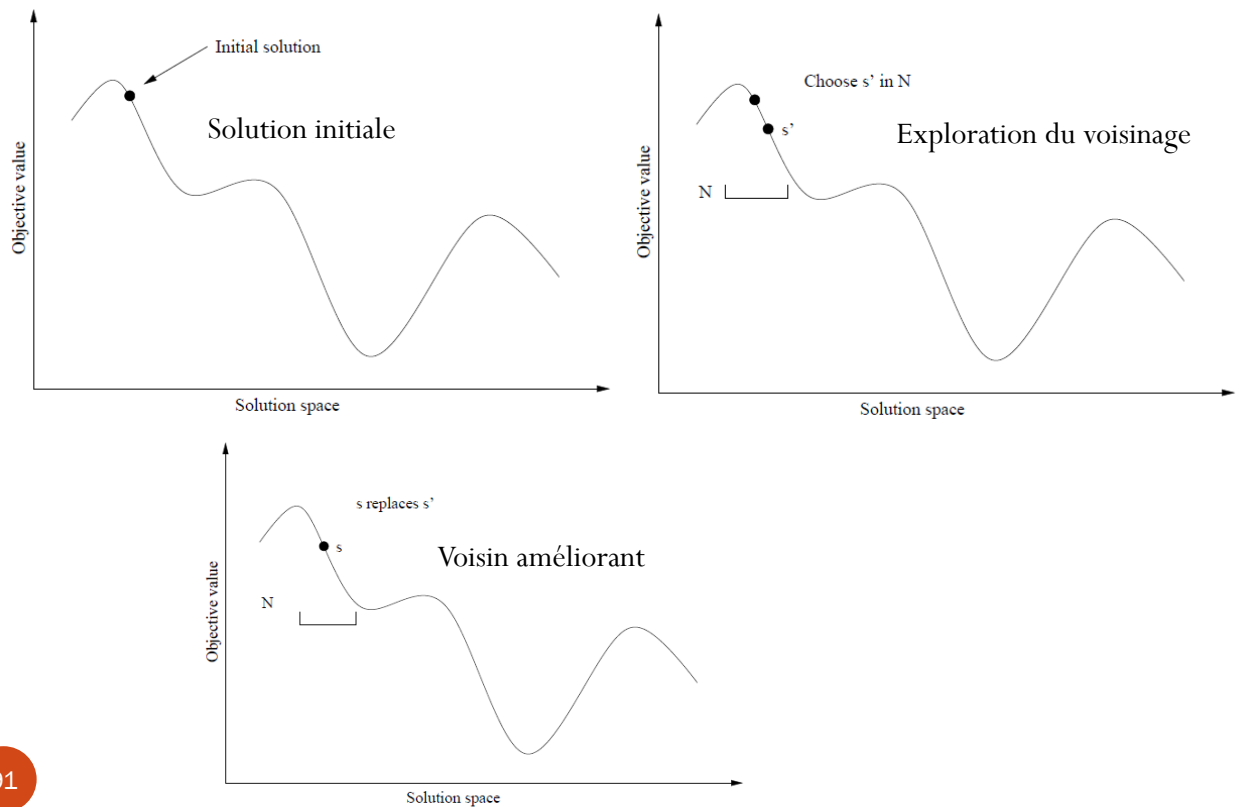 Initial solution
Solution initiale
Objective value
Solution space
Choose s' in N
s'
Exploration du voisinage
N
Objective value
Solution space
s replaces s'
s
Voisin améliorant
N
Objective value
Solution space